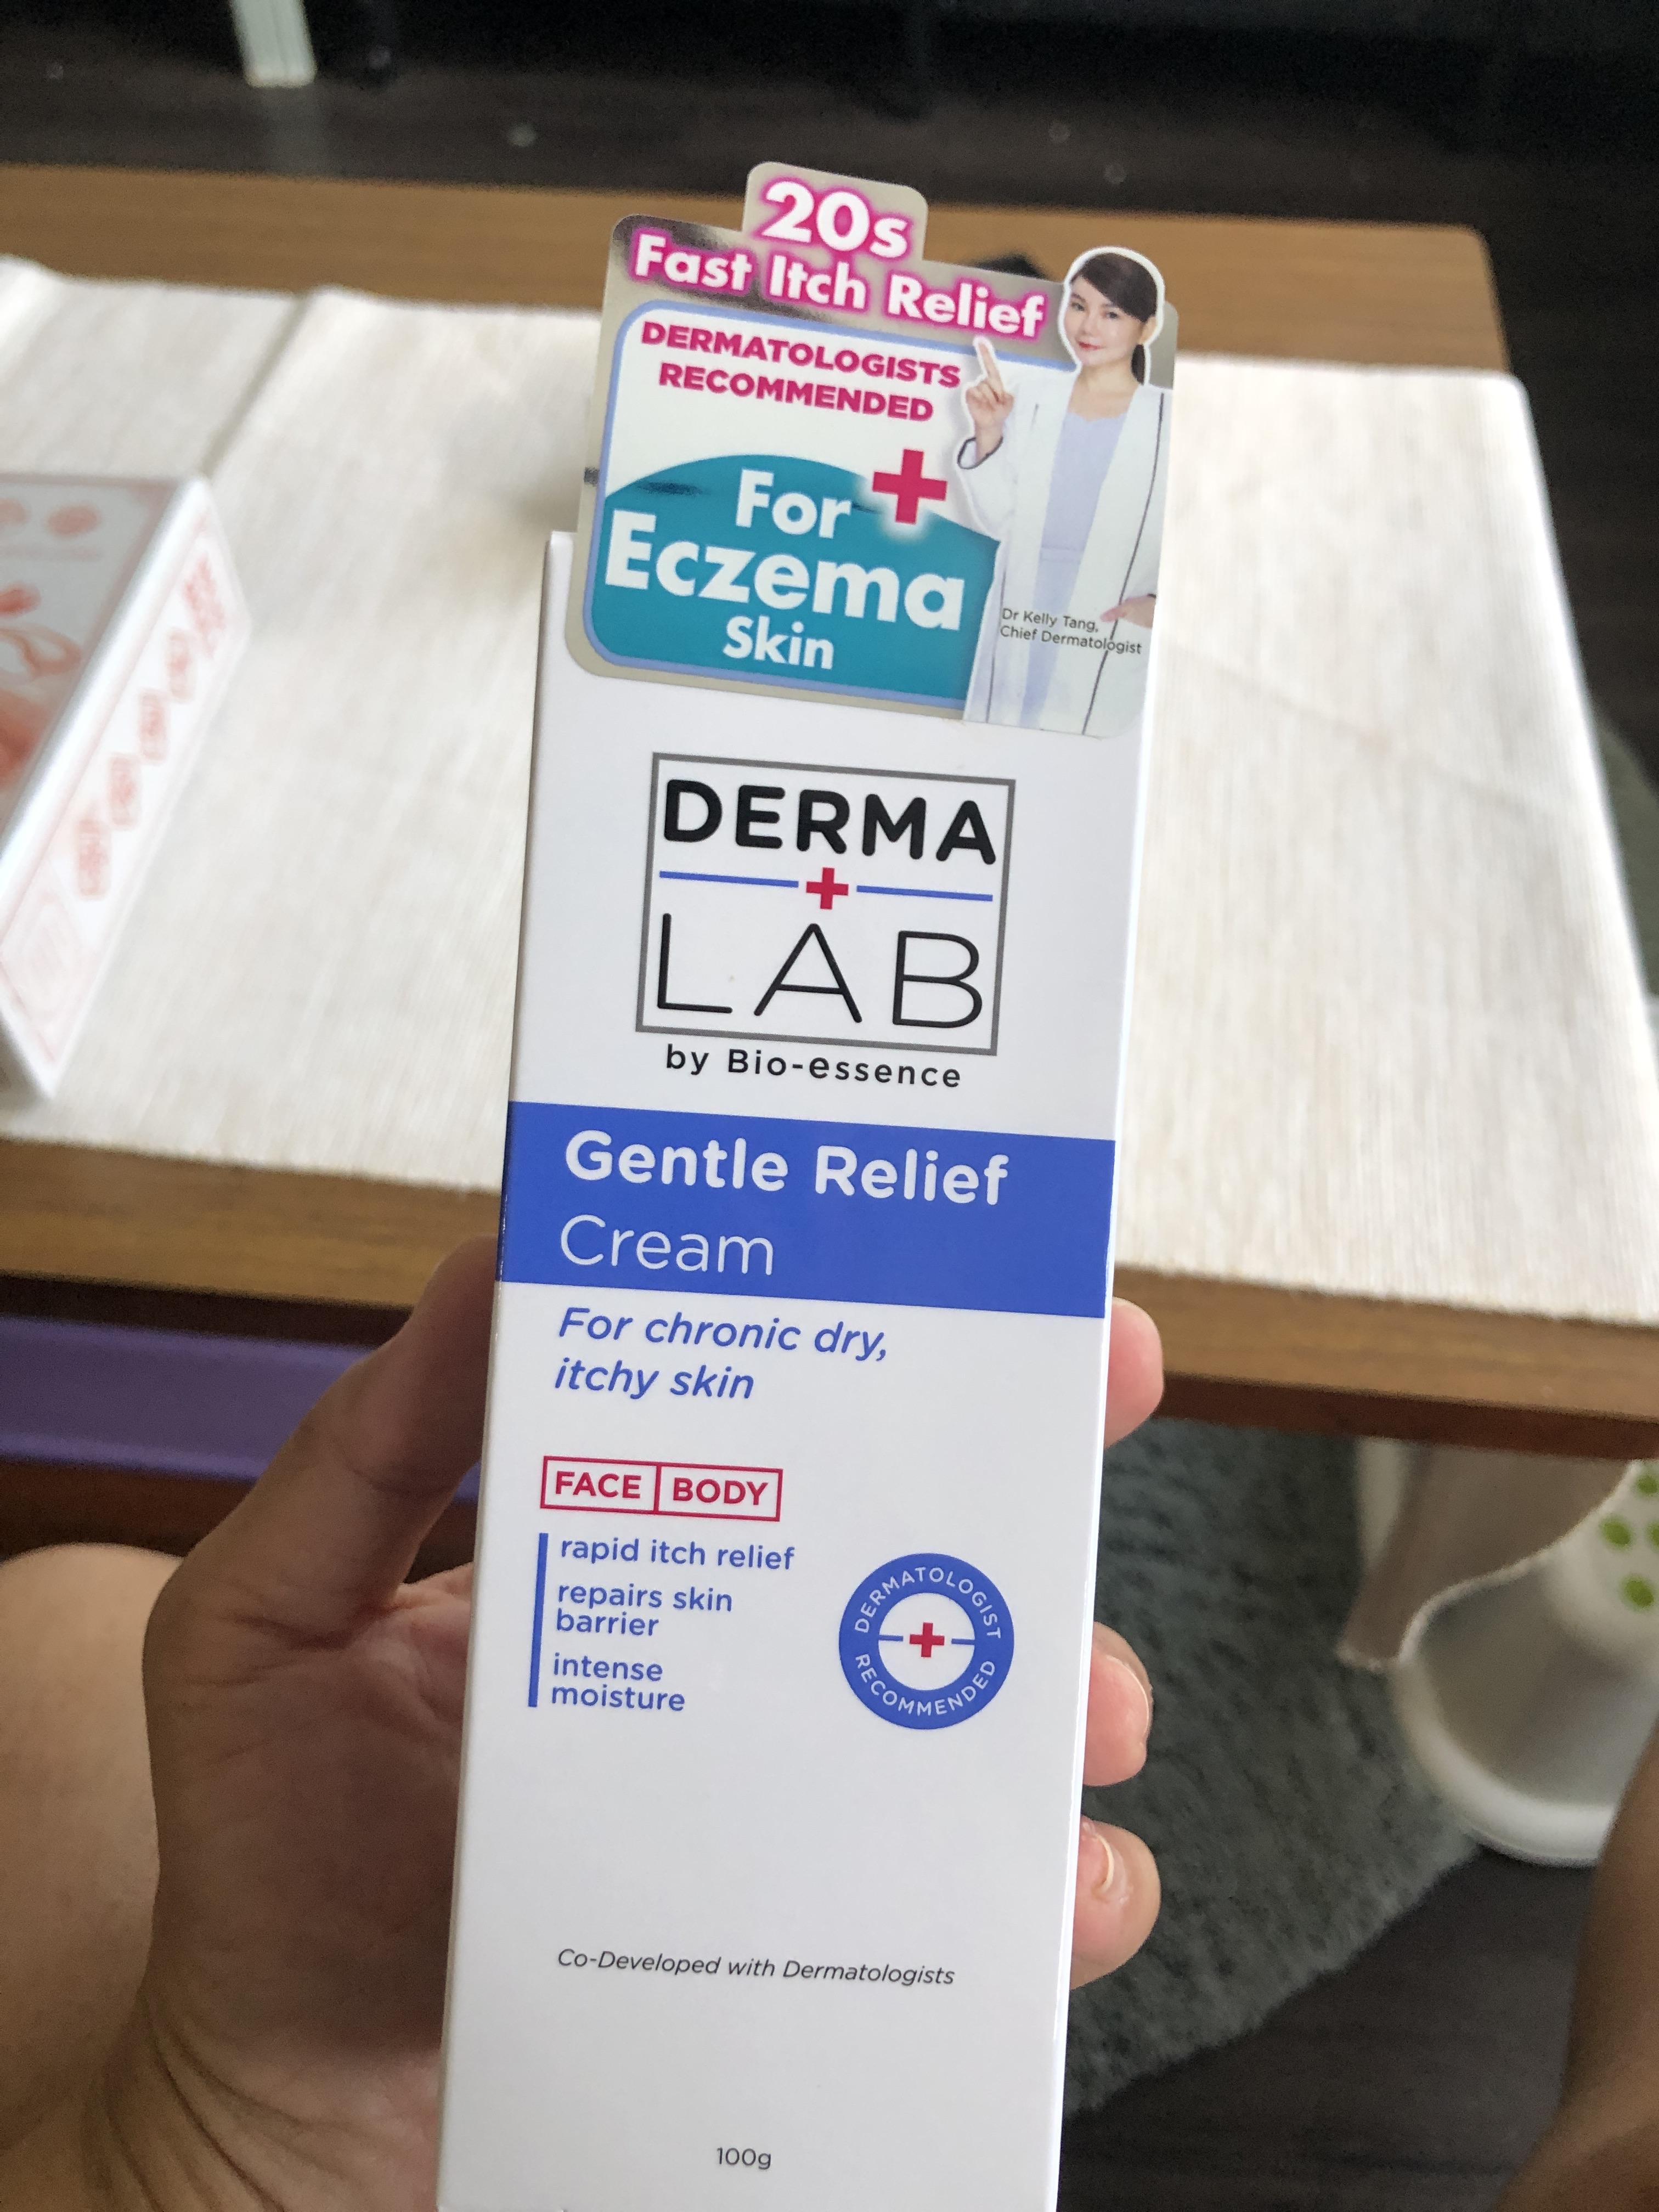 20s
Fast Itch Relief
DERMATOLOGISTS
RECOMMENDED
For
Eczema
Skin
Dr Kelly Tang,
Chief Dermatologist
DERMA
LAB
by Bio-essence
Gentle Relief
Cream
For chronic dry,
itchy skin
FACE BODY
rapid itch relief
repairs skin
barrier
intense
moisture
DERMATOLOGIST
RECOMMENDED
Co-Developed with Dermatologists
100g